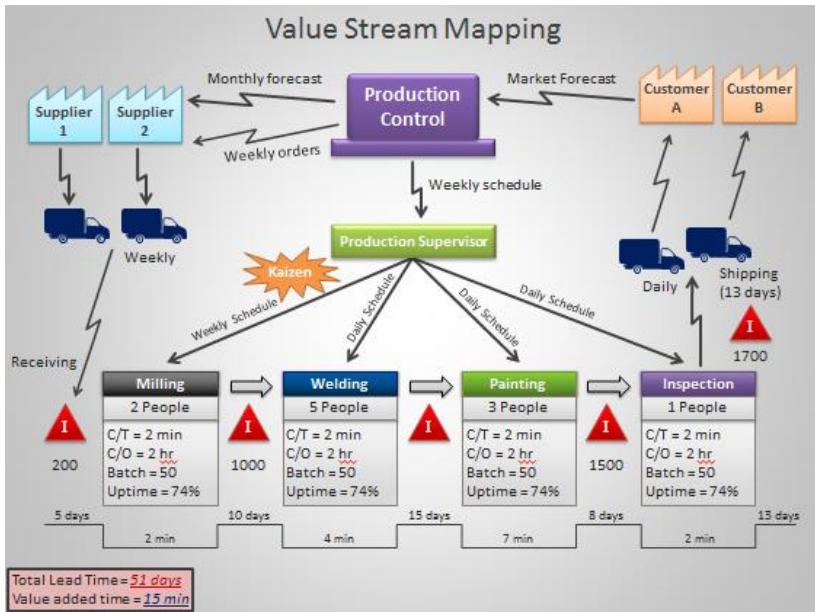 Value Stream Mapping
Monthly forecast
Market Forecast
Supplier
1
Supplier
2
Production
Control
Customer
A
Customer
B
Weekly orders
Weekly schedule
Production Supervisor
Weekly
Kaizen
Daily
Shipping
(13 days)
Weekly Schedule
Daily Schedule
Daily Schedule
Daily Schedule
I
1700
Receiving
Milling
2 People
C/T = 2 min
C/O = 2 hr
Batch = 50
Uptime = 74%
Welding
5 People
C/T = 2 min
C/O = 2 hr
Batch = 50
Uptime = 74%
Painting
3 People
C/T = 2 min
C/O = 2 hr
Batch = 50
Uptime = 74%
Inspection
1 People
C/T = 2 min
C/O = 2 hr
Batch = 50
Uptime = 74%
I
200
I
1000
I
I
1500
5 days
2 min
10 days
4 min
15 days
7 min
8 days
2 min
13 days
Total Lead Time = 51 days
Value added time = 15 min